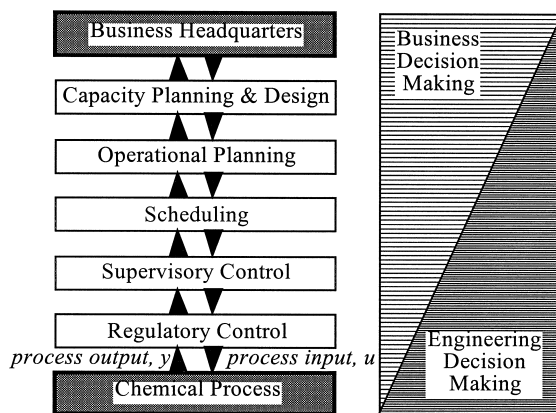 Business Headquarters
Capacity Planning & Design
Operational Planning
Scheduling
Supervisory Control
Regulatory Control
process output, y
process input, u
Chemical Process
Business
Decision
Making
Engineering
Decision
Making